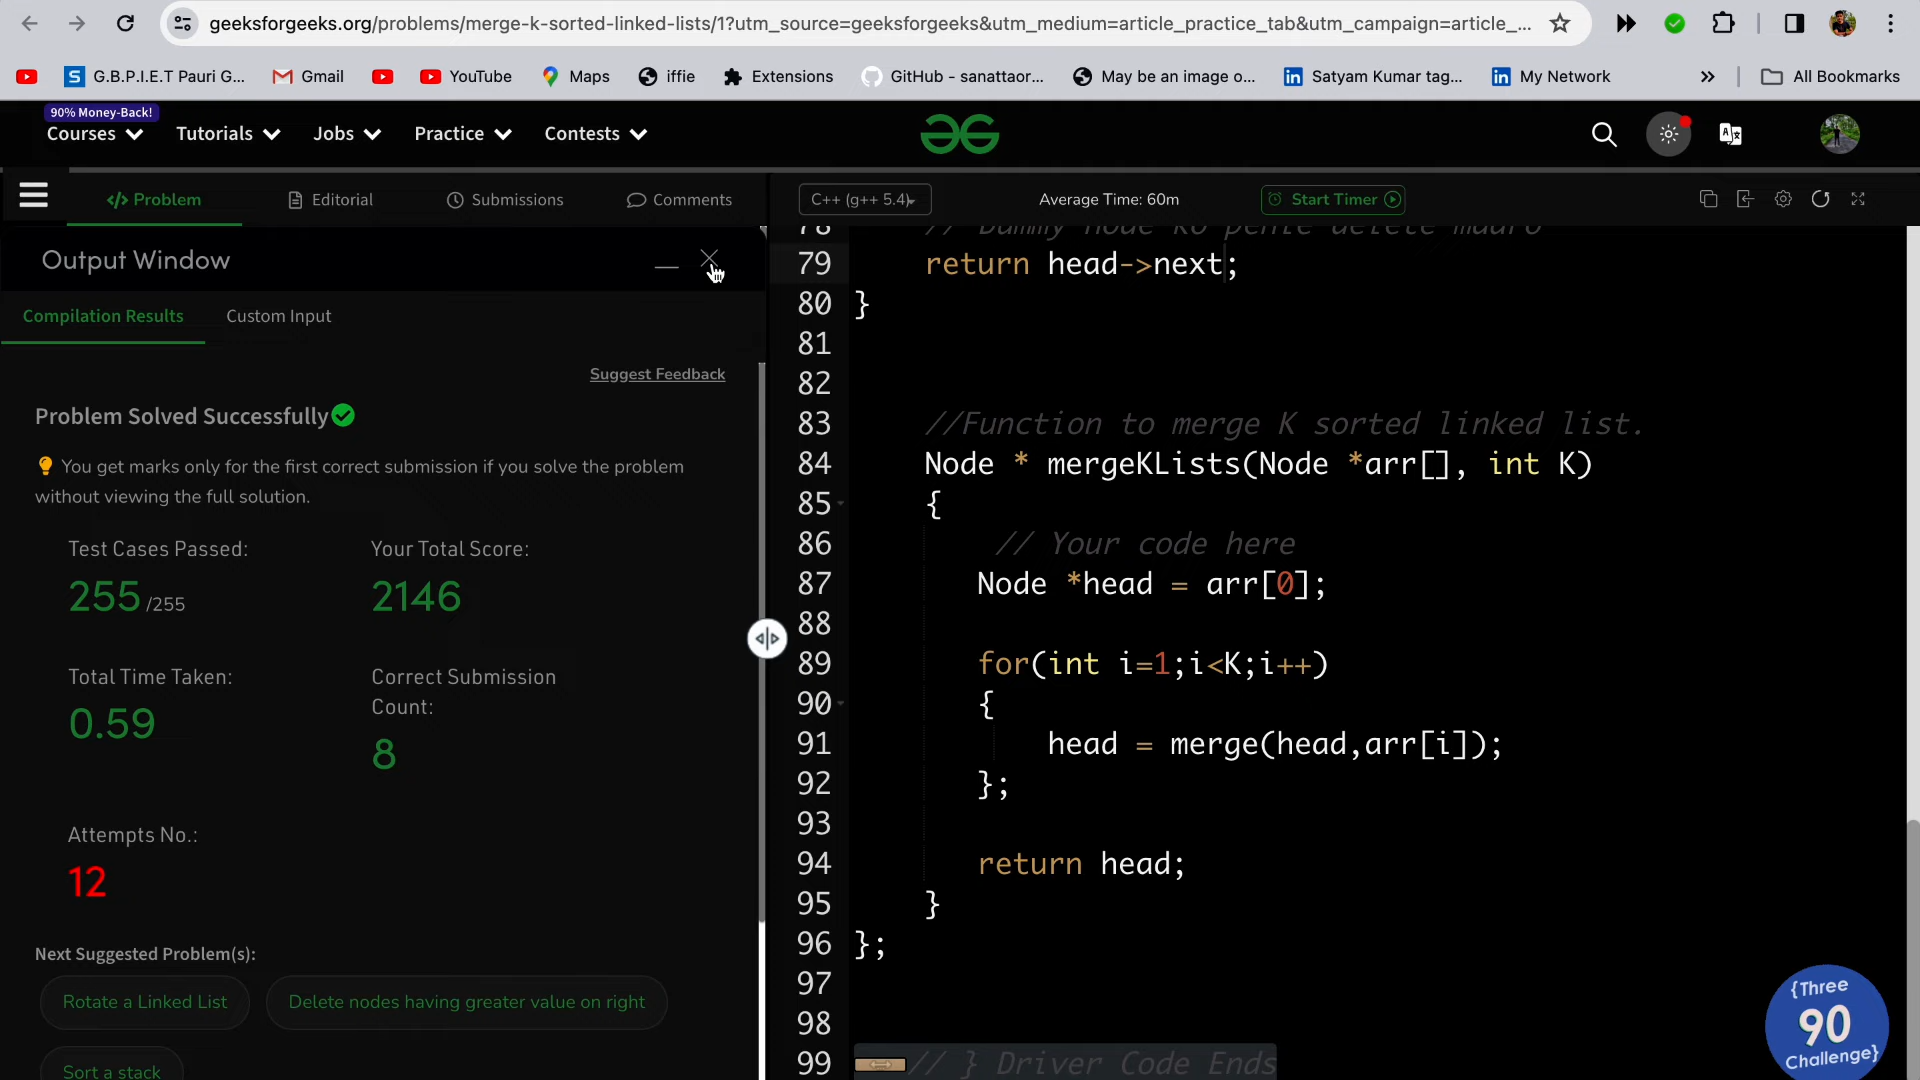 geeksforgeeks.org/problems/merge-k-sorted-linked-lists/1?utm_source=geeksforgeeks&utm_medium=article_practice_tab&utm_campaign=article_...
G.B.P.I.E.T Pauri G...
Gmail
YouTube
Maps
iffie
Extensions
GitHub - sanattaor...
May be an image o...
Satyam Kumar tag...
My Network
All Bookmarks
90% Money-Back!
Courses
Tutorials
Jobs
Practice
Contests
</> Problem
Editorial
Submissions
Comments
C++ (g++ 5.4)
Average Time: 60m
Start Timer
Output Window
Compilation Results
Custom Input
Suggest Feedback
Problem Solved Successfully
You get marks only for the first correct submission if you solve the problem
without viewing the full solution.
Test Cases Passed:
255 /255
Your Total Score:
2146
Total Time Taken:
0.59
Correct Submission
Count:
8
Attempts No.:
12
Next Suggested Problem(s):
Rotate a Linked List
Delete nodes having greater value on right
Sort a stack
78 // Dummy node ko pehle delete maaro
79 return head->next;
80 }
81
82
83 //Function to merge K sorted linked list.
84 Node * mergeKLists(Node *arr[], int K)
85 {
86 // Your code here
87 Node *head = arr[0];
88
89 for(int i=1;i<K;i++)
90 {
91 head = merge(head,arr[i]);
92 };
93
94 return head;
95 }
96 };
97
98
99 // } Driver Code Ends
{Three
90
Challenge}